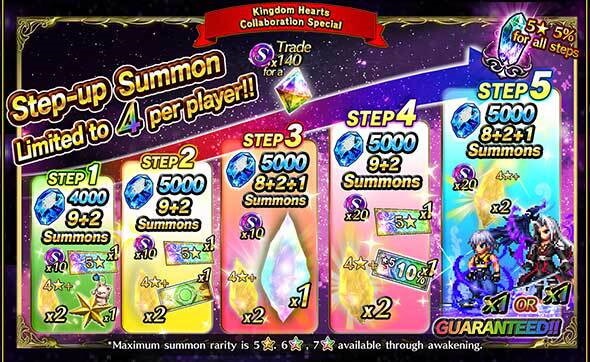 Kingdom Hearts
Collaboration Special
Step-up Summon
Limited to 4 per player!!
S Trade
x140
for a
5★ 5%
for all steps
STEP 1
4000
9+2
Summons
S x10
5★ x1
4★+
x2
x1
STEP 2
5000
9+2
Summons
S x10
5★ x1
4★+
x2
x1
STEP 3
5000
8+2+1
Summons
S x10
4★+
x2
x1
STEP 4
5000
9+2
Summons
S x20
5★ x1
4★+
x2
+5 10%
x1
STEP 5
5000
8+2+1
Summons
S x20
4★+
x2
x1 OR x1
GUARANTEED!!
*Maximum summon rarity is 5★. 6★, 7★ available through awakening.